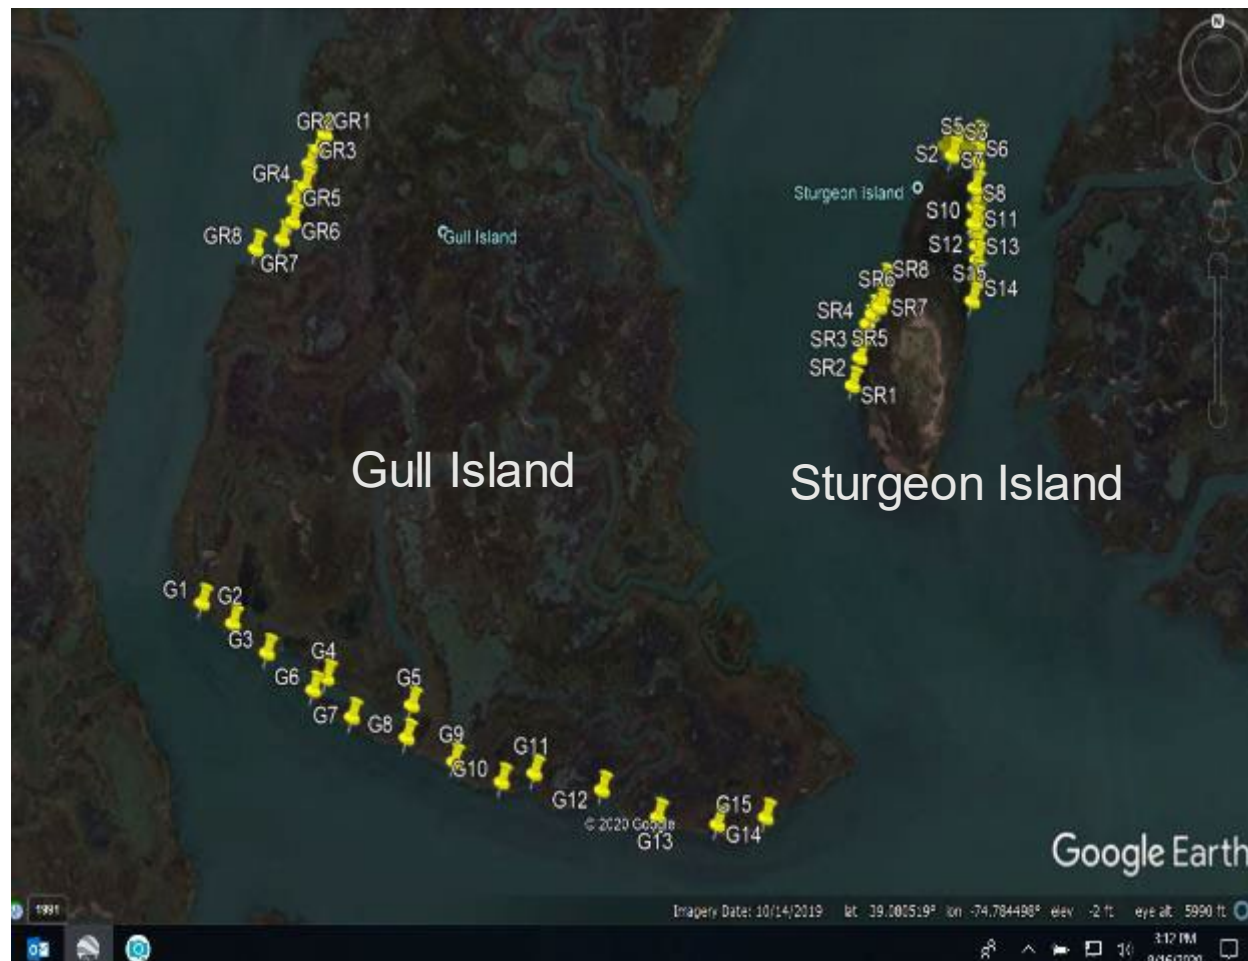 N
GR2 GR1
GR3
GR4
GR5
GR6
GR8
GR7
Gull Island
S5 S3
S6
S2
S7
Sturgeon Island
S8
S10
S11
S12
S13
S15
S14
SR8
SR6
SR7
SR4
SR3
SR5
SR2
SR1
Gull Island
Sturgeon Island
G1
G2
G3
G4
G5
G6
G7
G8
G9
G10
G11
G12
G13
G15
G14
© 2020 Google
Google Earth
1991
Imagery Date: 10/14/2019 lat 39.080519° lon -74.784498° elev -2 ft eye alt 5990 ft
3:12 PM